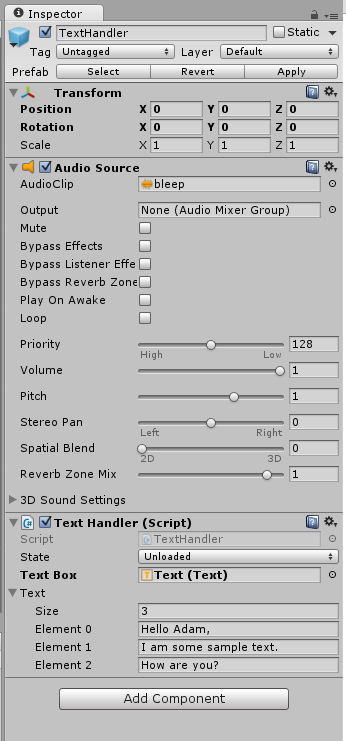 Inspector
TextHandler Static
Tag Untagged Layer Default
Prefab Select Revert Apply
Transform
Position X 0 Y 0 Z 0
Rotation X 0 Y 0 Z 0
Scale X 1 Y 1 Z 1
Audio Source
AudioClip bleep
Output None (Audio Mixer Group)
Mute
Bypass Effects
Bypass Listener Effe
Bypass Reverb Zone
Play On Awake
Loop
Priority 128
High Low
Volume 1
Pitch 1
Stereo Pan 0
Left Right
Spatial Blend 0
2D 3D
Reverb Zone Mix 1
3D Sound Settings
Text Handler (Script)
Script TextHandler
State Unloaded
Text Box Text (Text)
Text
Size 3
Element 0 Hello Adam,
Element 1 I am some sample text.
Element 2 How are you?
Add Component